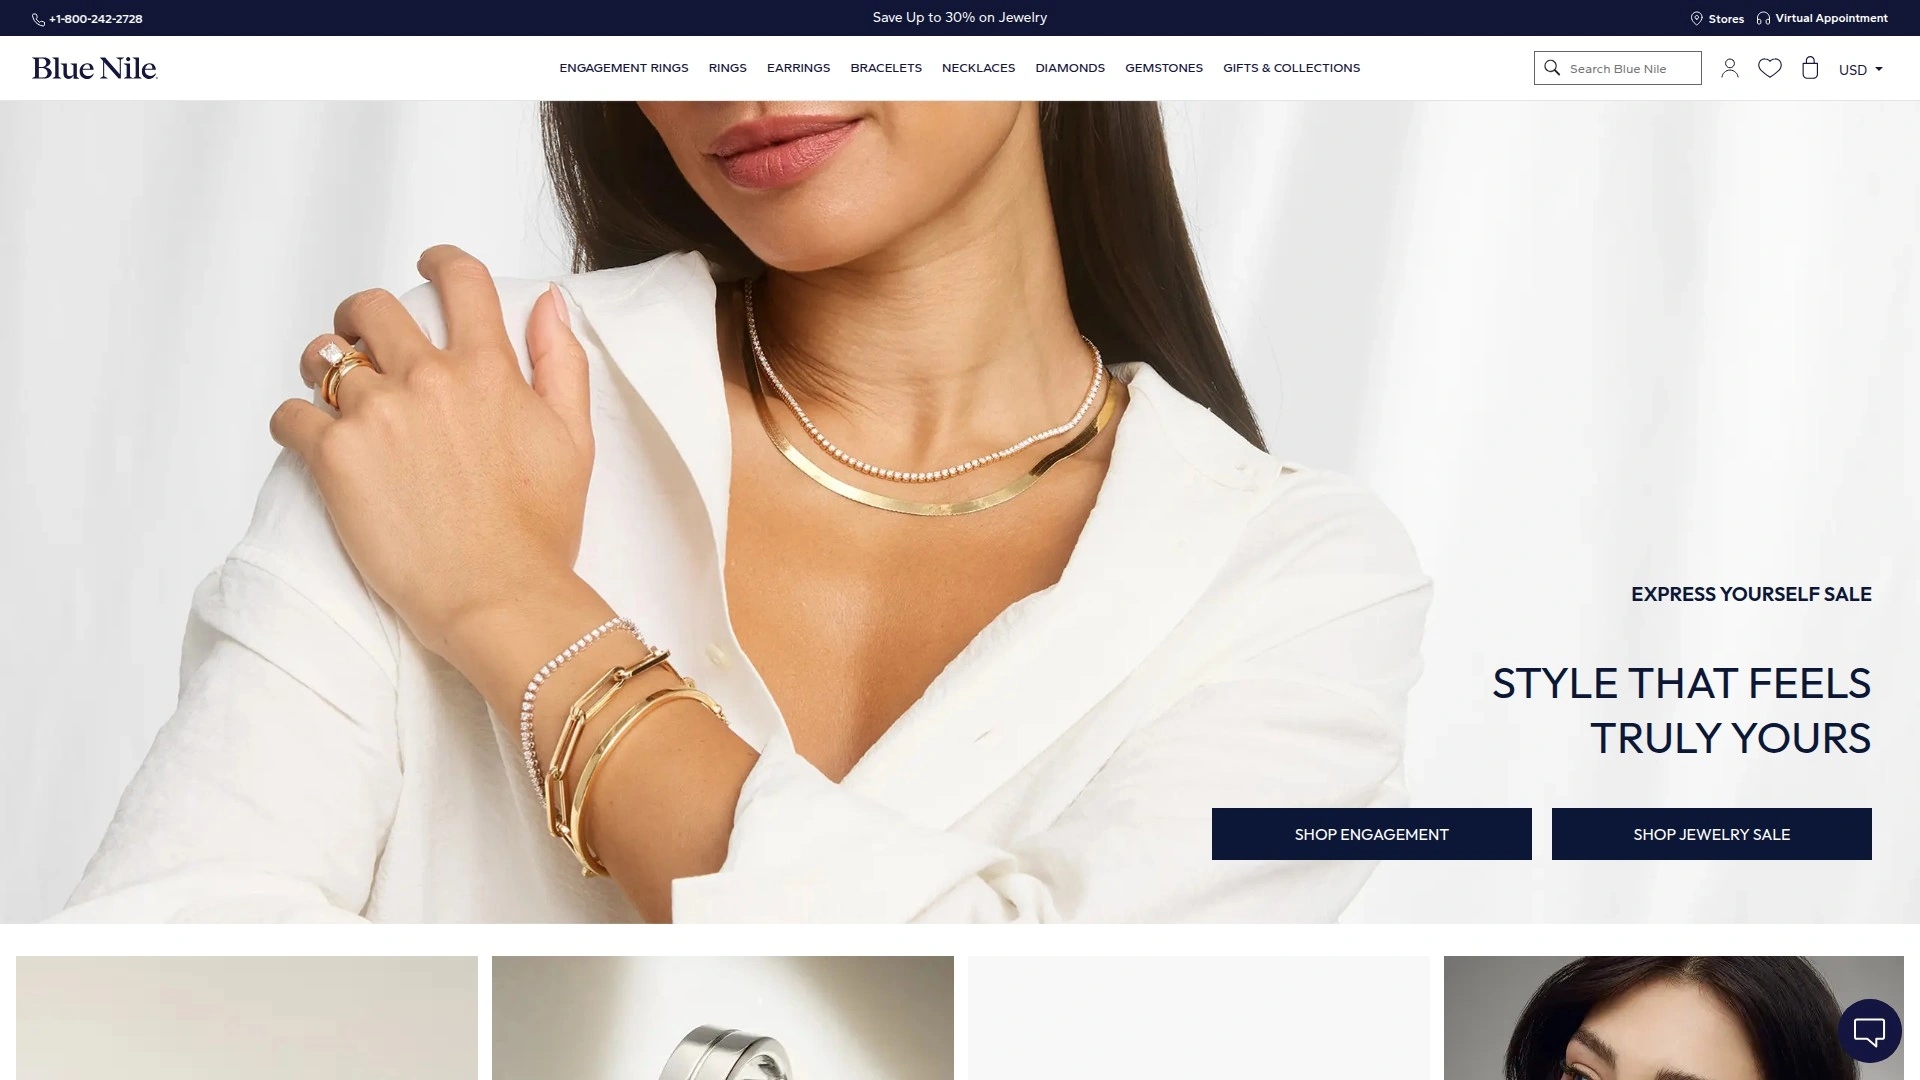 +1-800-242-2728
Save Up to 30% on Jewelry
Stores
Virtual Appointment
Blue Nile
ENGAGEMENT RINGS
RINGS
EARRINGS
BRACELETS
NECKLACES
DIAMONDS
GEMSTONES
GIFTS & COLLECTIONS
Search Blue Nile
USD
EXPRESS YOURSELF SALE
STYLE THAT FEELS
TRULY YOURS
SHOP ENGAGEMENT
SHOP JEWELRY SALE